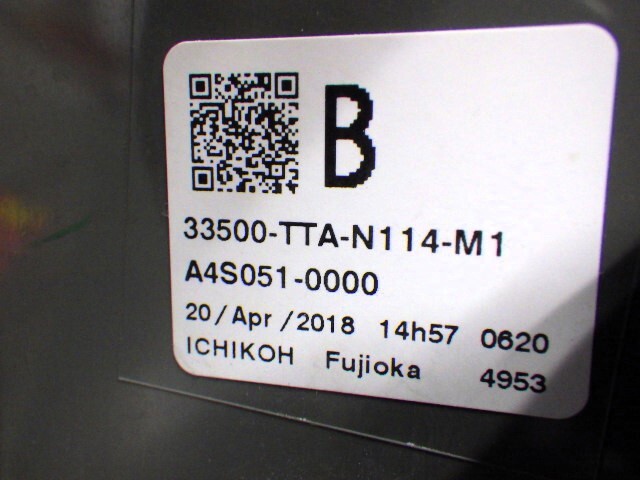 B
33500-TTA-N114-M1
A4S051-0000
20/Apr/2018 14h57 0620
ICHIKOH Fujioka 4953